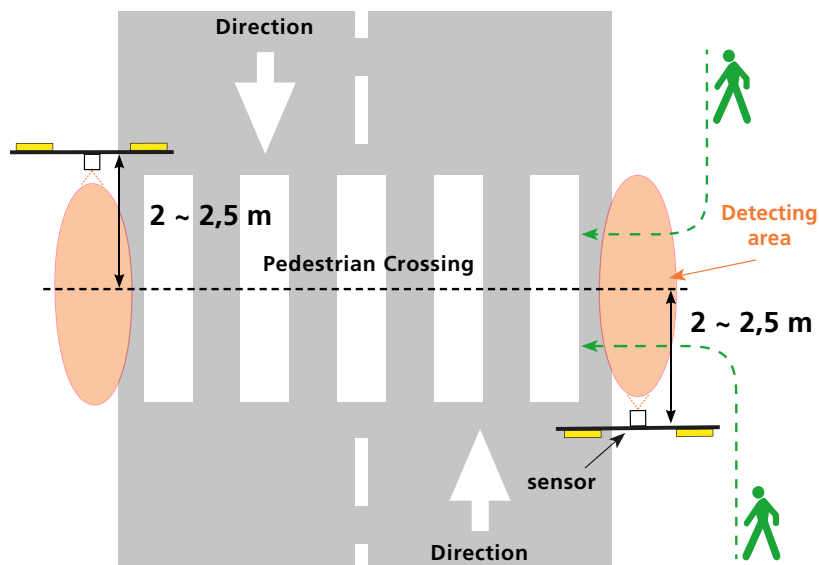 Direction
2 ~ 2,5 m
Detecting
area
Pedestrian Crossing
2 ~ 2,5 m
sensor
Direction